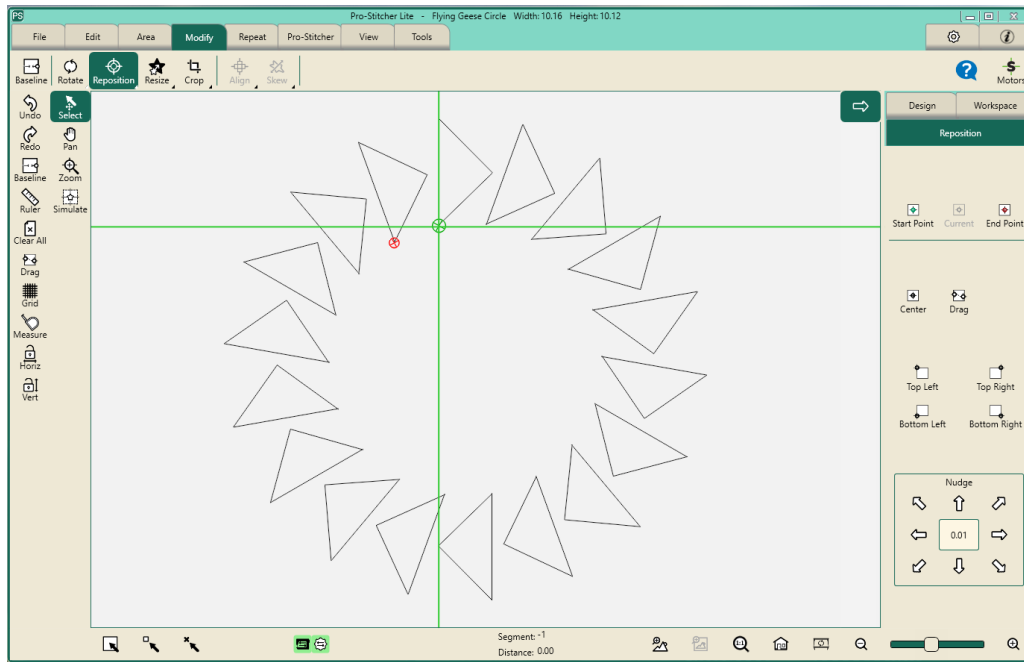 PS Pro-Stitcher Lite - Flying Geese Circle Width: 10.16 Height: 10.12
File Edit Area Modify Repeat Pro-Stitcher View Tools
Baseline Rotate Reposition Resize Crop Align Skew Motors
Undo Select
Redo Pan
Baseline Zoom
Ruler Simulate
Clear All
Drag
Grid
Measure
Horiz
Vert
Design Workspace
Reposition
Start Point Current End Point
Center Drag
Top Left Top Right
Bottom Left Bottom Right
Nudge
0.01
Segment: -1
Distance: 0.00